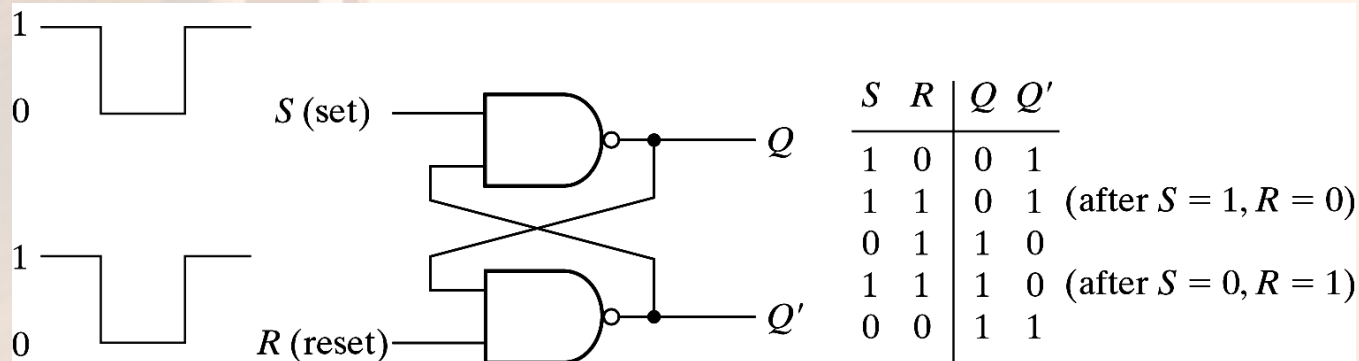 1
0
S (set)
Q
1
0
R (reset)
Q′
S R Q Q′
1 0 0 1
1 1 0 1 (after S = 1, R = 0)
0 1 1 0
1 1 1 0 (after S = 0, R = 1)
0 0 1 1